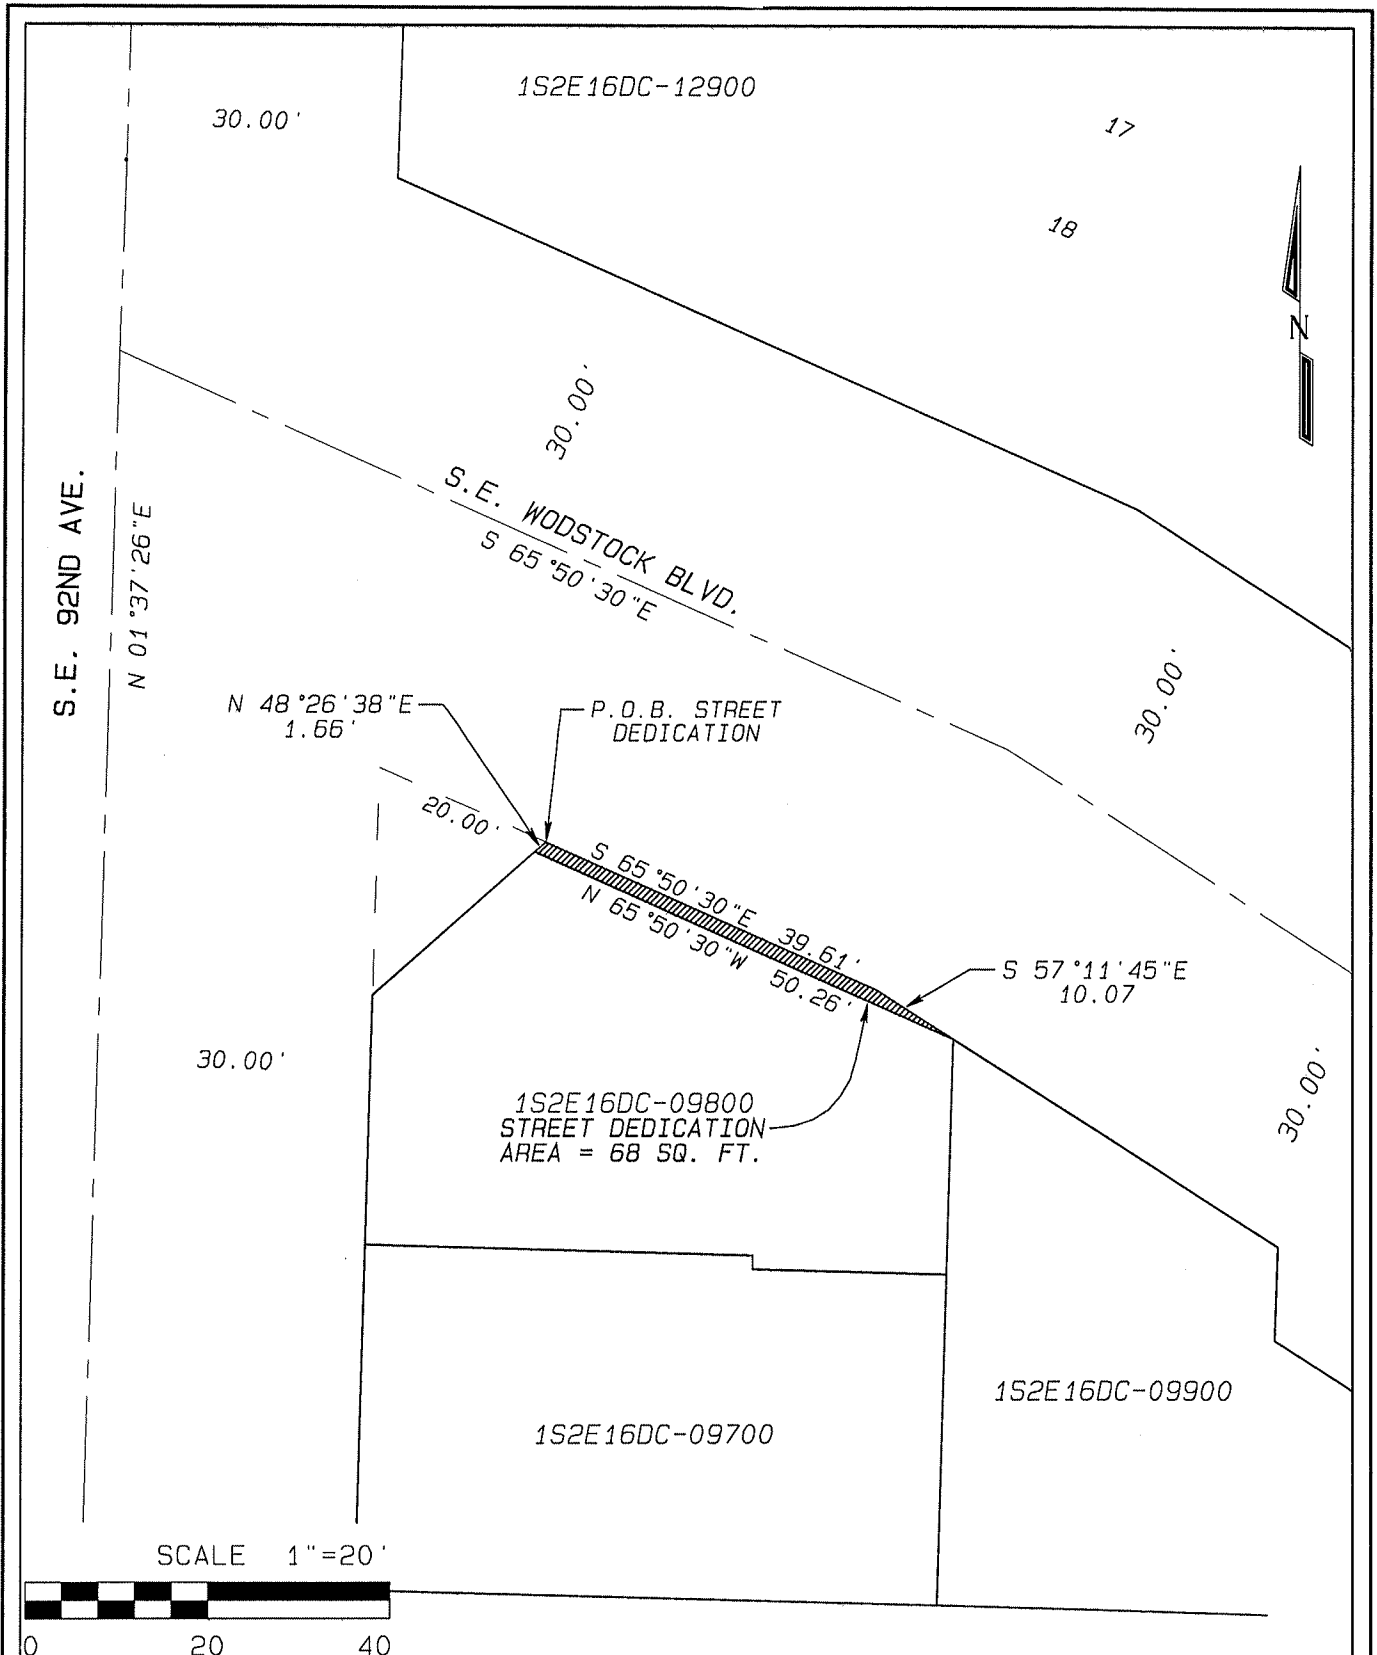 1S2E16DC-12900
30.00'
17
18
N
30.00'
S.E. WODSTOCK BLVD.
S 65°50'30"E
S.E. 92ND AVE.
N 01°37'26"E
30.00'
N 48°26'38"E
1.66'
P.O.B. STREET
DEDICATION
20.00'
S 65°50'30"E 39.61'
N 65°50'30"W 50.26'
S 57°11'45"E
10.07
30.00'
30.00'
1S2E16DC-09800
STREET DEDICATION
AREA = 68 SQ. FT.
1S2E16DC-09900
1S2E16DC-09700
SCALE 1"=20'
0 20 40